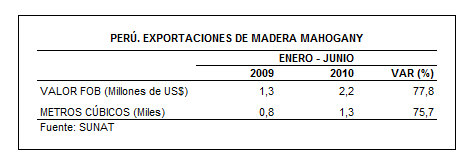 PERÚ. EXPORTACIONES DE MADERA MAHOGANY
ENERO - JUNIO
2009 2010 VAR (%)
VALOR FOB (Millones de US$) 1,3 2,2 77,8
METROS CÚBICOS (Miles) 0,8 1,3 75,7
Fuente: SUNAT